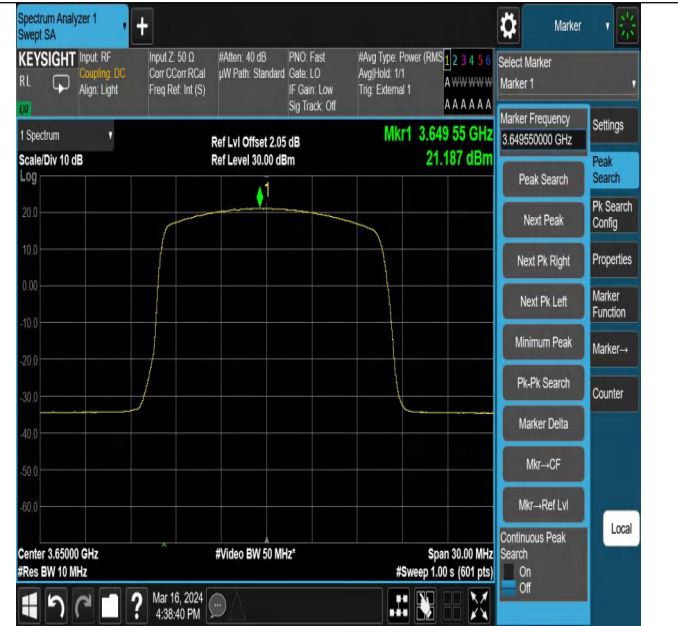 Spectrum Analyzer 1
Swept SA
Marker
KEYSIGHT
RL
LXI
Input: RF
Coupling: DC
Align: Light
Input Z: 50 Ω
Corr CCorr RCal
Freq Ref: Int (S)
#Atten: 40 dB
µW Path: Standard
PNO: Fast
Gate: LO
IF Gain: Low
Sig Track: Off
#Avg Type: Power (RMS
Avg|Hold: 1/1
Trig: External 1
1 2 3 4 5 6
A W W W W W
A A A A A A
Select Marker
Marker 1
1 Spectrum
Scale/Div 10 dB
Log
Ref Lvl Offset 2.05 dB
Ref Level 30.00 dBm
Mkr1 3.649 55 GHz
21.187 dBm
1
20.0
10.0
0.00
-10.0
-20.0
-30.0
-40.0
-50.0
-60.0
Center 3.65000 GHz
#Res BW 10 MHz
#Video BW 50 MHz*
Span 30.00 MHz
#Sweep 1.00 s (601 pts)
Marker Frequency
3.649550000 GHz
Peak Search
Next Peak
Next Pk Right
Next Pk Left
Minimum Peak
Pk-Pk Search
Marker Delta
Mkr→CF
Mkr→Ref Lvl
Continuous Peak
Search
On
Off
Settings
Peak
Search
Pk Search
Config
Properties
Marker
Function
Marker→
Counter
Local
Mar 16, 2024
4:38:40 PM